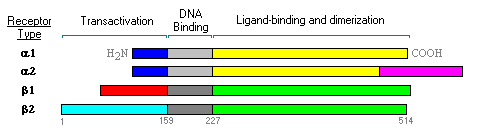 Receptor Type
Transactivation
DNA Binding
Ligand-binding and dimerization
α1
H₂N
COOH
α2
β1
β2
1
159
227
514